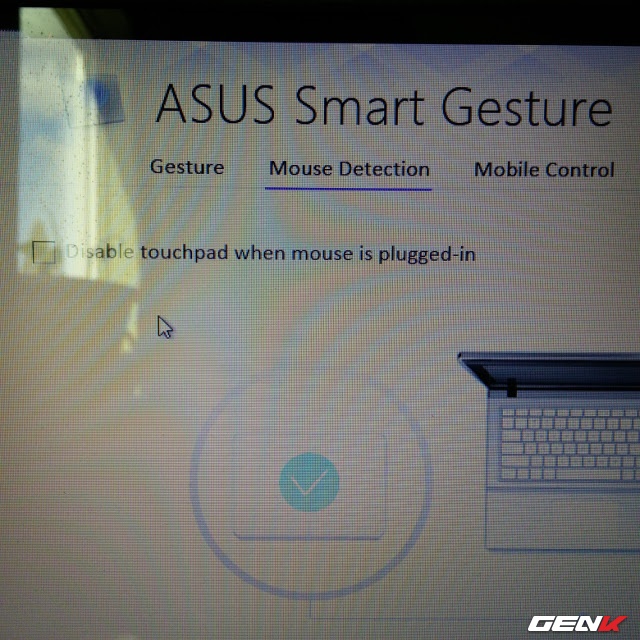 ASUS Smart Gesture
Gesture Mouse Detection Mobile Control
Disable touchpad when mouse is plugged-in
GENK